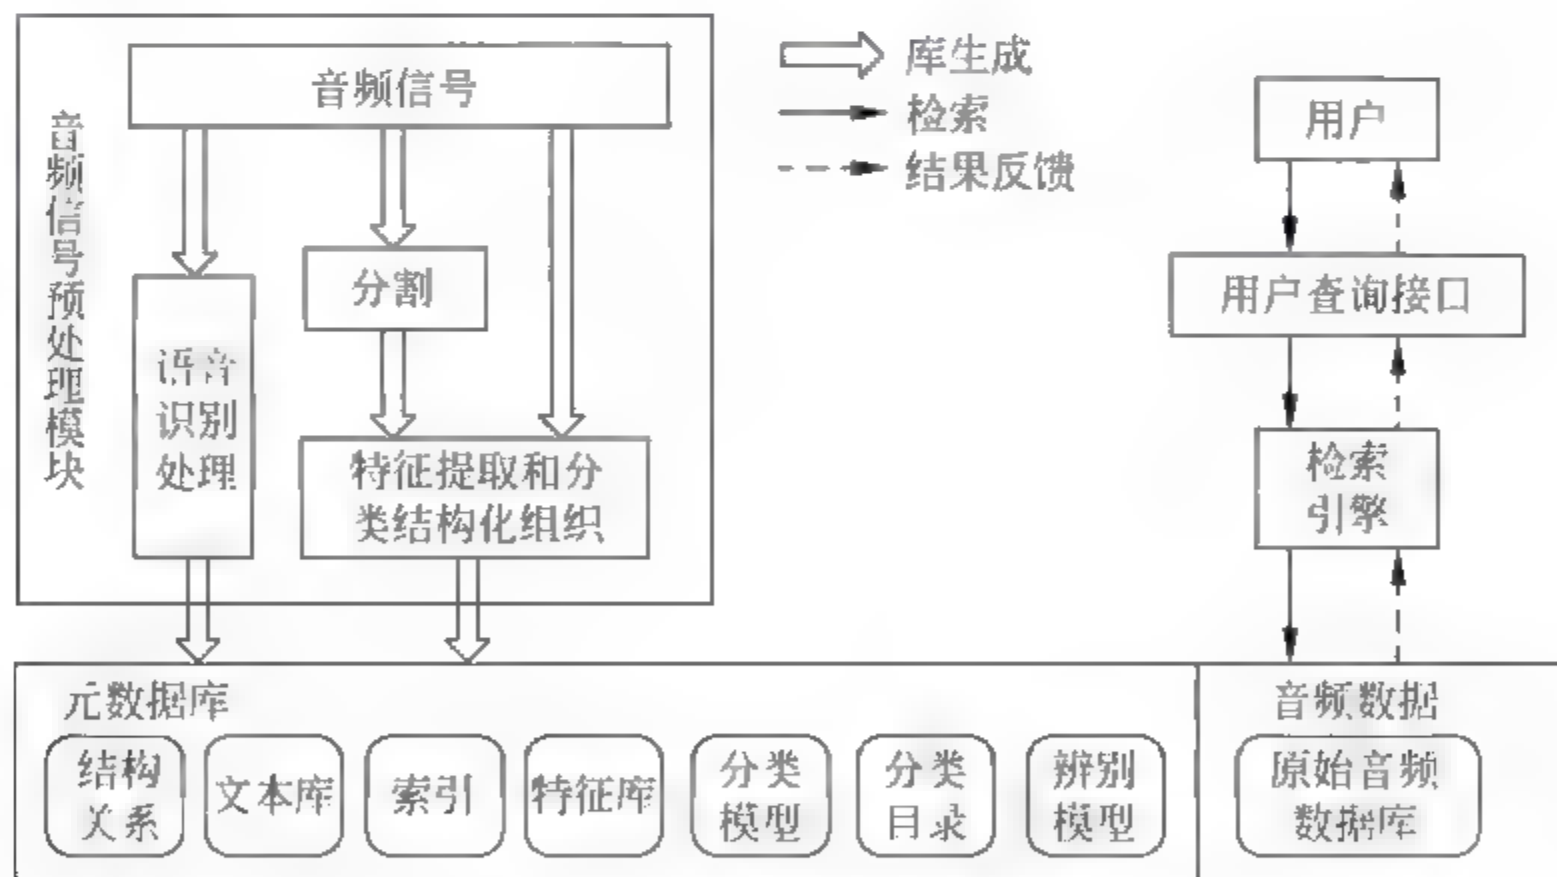 音频信号预处理模块
音频信号
语音
识别
处理
分割
特征提取和分
类结构化组织
库生成
检索
结果反馈
用户
用户查询接口
检索
引擎
元数据库
结构
关系
文本库
索引
特征库
分类
模型
分类
目录
辨别
模型
音频数据
原始音频
数据库